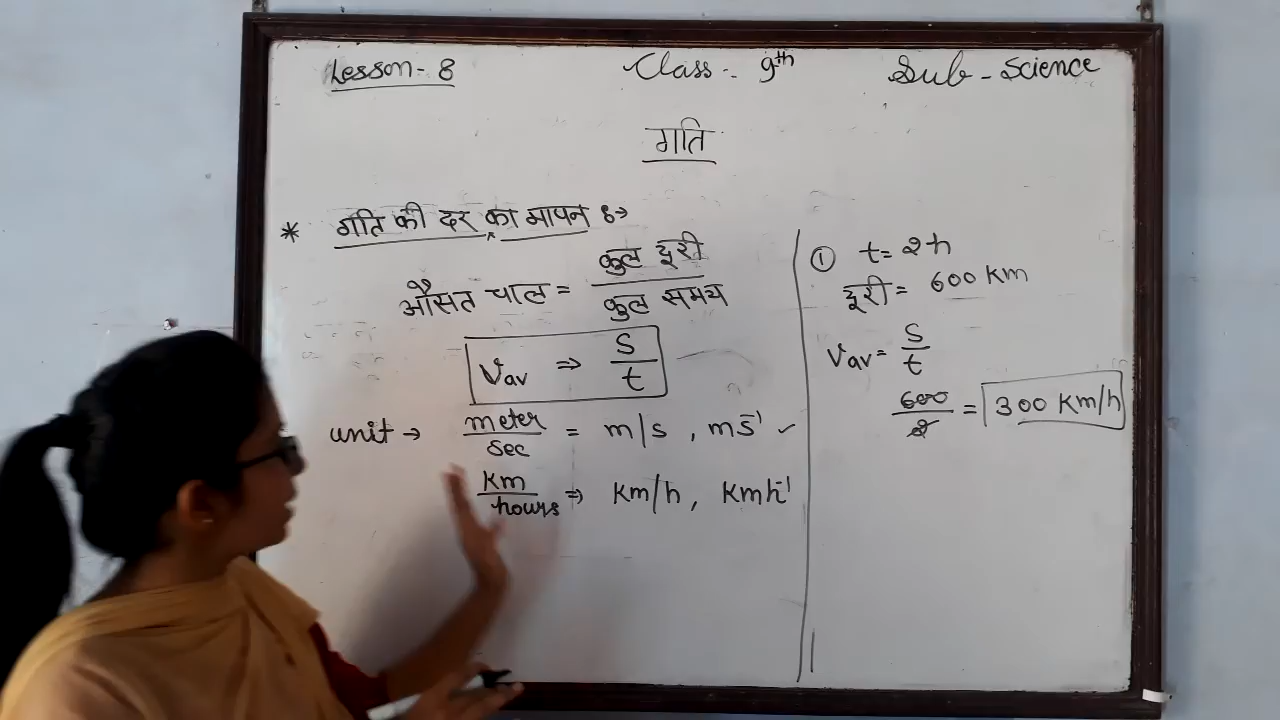 Lesson - 8 Class - 9th Sub - Science
गति
* गति की दर का मापन :→
औसत चाल = कुल दूरी / कुल समय
Vav ⇒ S / t
unit → meter / sec = m/s , ms⁻¹ ✓
km / hours ⇒ km/h , kmh⁻¹
① t = 2h
दूरी = 600 km
Vav = S / t
600 / 2 = 300 km/h